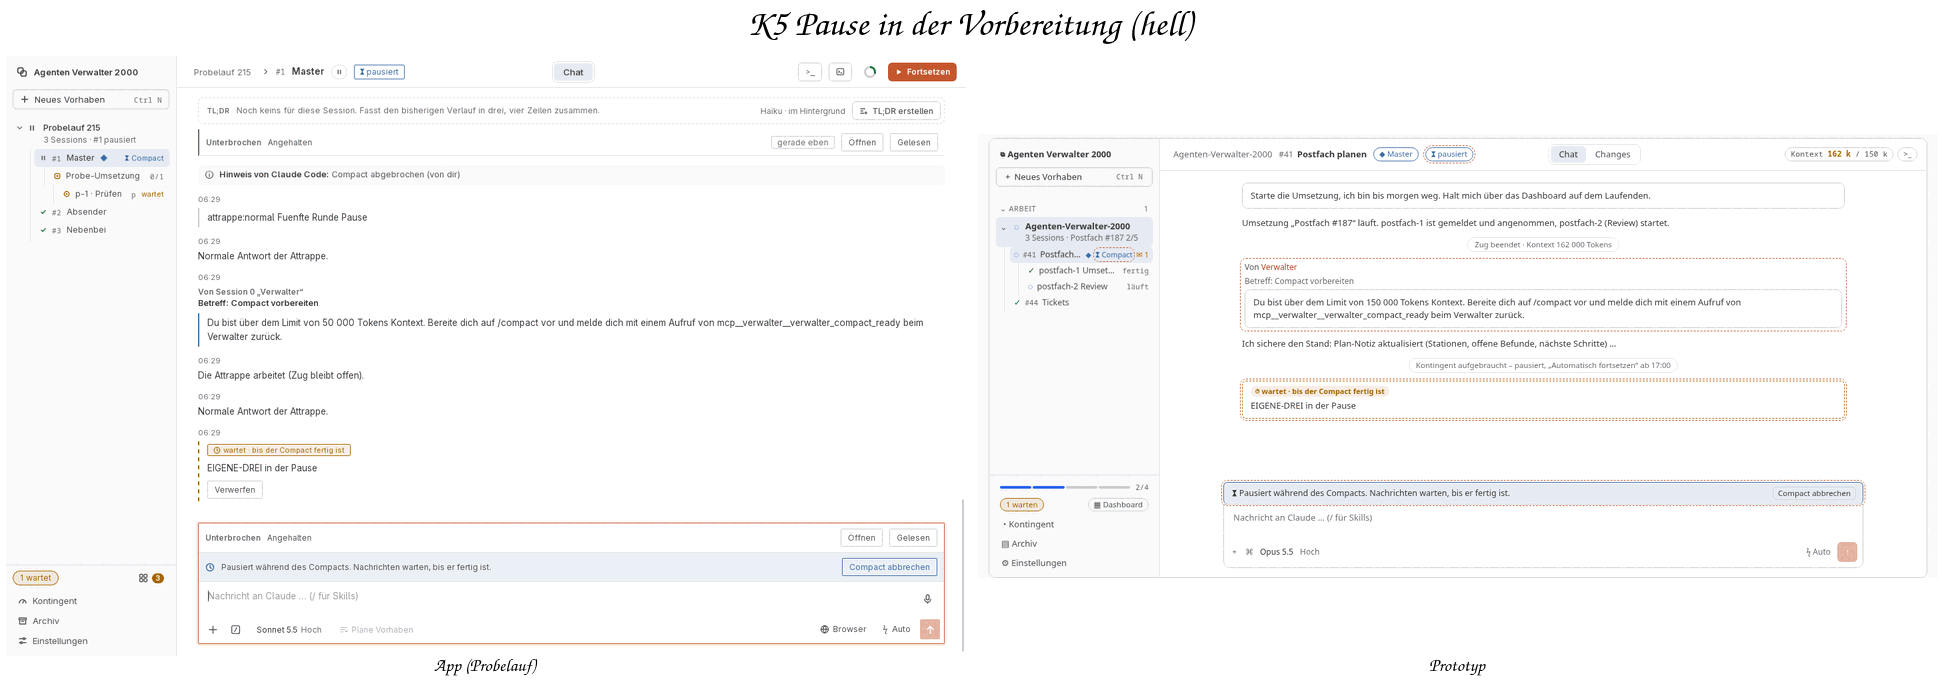 K5 Pause in der Vorbereitung (hell)
Agenten Verwalter 2000
Neues Vorhaben Ctrl N
Probelauf 215
3 Sessions · #1 pausiert
#1 Master Compact
Probe-Umsetzung 0/1
p-1 · Prüfen p wartet
#2 Absender
#3 Nebenbei
1 wartet 3
Kontingent
Archiv
Einstellungen
Probelauf 215 > #1 Master pausiert Chat >_ Fortsetzen
TL;DR Noch keins für diese Session. Fasst den bisherigen Verlauf in drei, vier Zeilen zusammen. Haiku · im Hintergrund TL;DR erstellen
Unterbrochen Angehalten gerade eben Öffnen Gelesen
Hinweis von Claude Code: Compact abgebrochen (von dir)
06:29
attrappe:normal Fuenfte Runde Pause
06:29
Normale Antwort der Attrappe.
06:29
Von Session 0 „Verwalter“
Betreff: Compact vorbereiten
Du bist über dem Limit von 50 000 Tokens Kontext. Bereite dich auf /compact vor und melde dich mit einem Aufruf von mcp__verwalter__verwalter_compact_ready beim
Verwalter zurück.
06:29
Die Attrappe arbeitet (Zug bleibt offen).
06:29
Normale Antwort der Attrappe.
06:29
wartet · bis der Compact fertig ist
EIGENE-DREI in der Pause
Verwerfen
Unterbrochen Angehalten Öffnen Gelesen
Pausiert während des Compacts. Nachrichten warten, bis er fertig ist. Compact abbrechen
Nachricht an Claude … (/ für Skills)
+ Sonnet 5.5 Hoch Plane Vorhaben Browser Auto
App (Probelauf)
Agenten Verwalter 2000
+ Neues Vorhaben Ctrl N
ARBEIT 1
Agenten-Verwalter-2000
3 Sessions · Postfach #187 2/5
#41 Postfach... Compact 1
postfach-1 Umset... fertig
postfach-2 Review läuft
#44 Tickets
2/4
1 warten Dashboard
Kontingent
Archiv
Einstellungen
Agenten-Verwalter-2000 #41 Postfach planen Master pausiert Chat Changes Kontext 162 k / 150 k >_
Starte die Umsetzung, ich bin bis morgen weg. Halt mich über das Dashboard auf dem Laufenden.
Umsetzung „Postfach #187“ läuft. postfach-1 ist gemeldet und angenommen, postfach-2 (Review) startet.
Zug beendet · Kontext 162 000 Tokens
Von Verwalter
Betreff: Compact vorbereiten
Du bist über dem Limit von 150 000 Tokens Kontext. Bereite dich auf /compact vor und melde dich mit einem Aufruf von
mcp__verwalter__verwalter_compact_ready beim Verwalter zurück.
Ich sichere den Stand: Plan-Notiz aktualisiert (Stationen, offene Befunde, nächste Schritte) …
Kontingent aufgebraucht – pausiert, „Automatisch fortsetzen“ ab 17:00
wartet · bis der Compact fertig ist
EIGENE-DREI in der Pause
Pausiert während des Compacts. Nachrichten warten, bis er fertig ist. Compact abbrechen
Nachricht an Claude … (/ für Skills)
+ ⌘ Opus 5.5 Hoch Auto
Prototyp